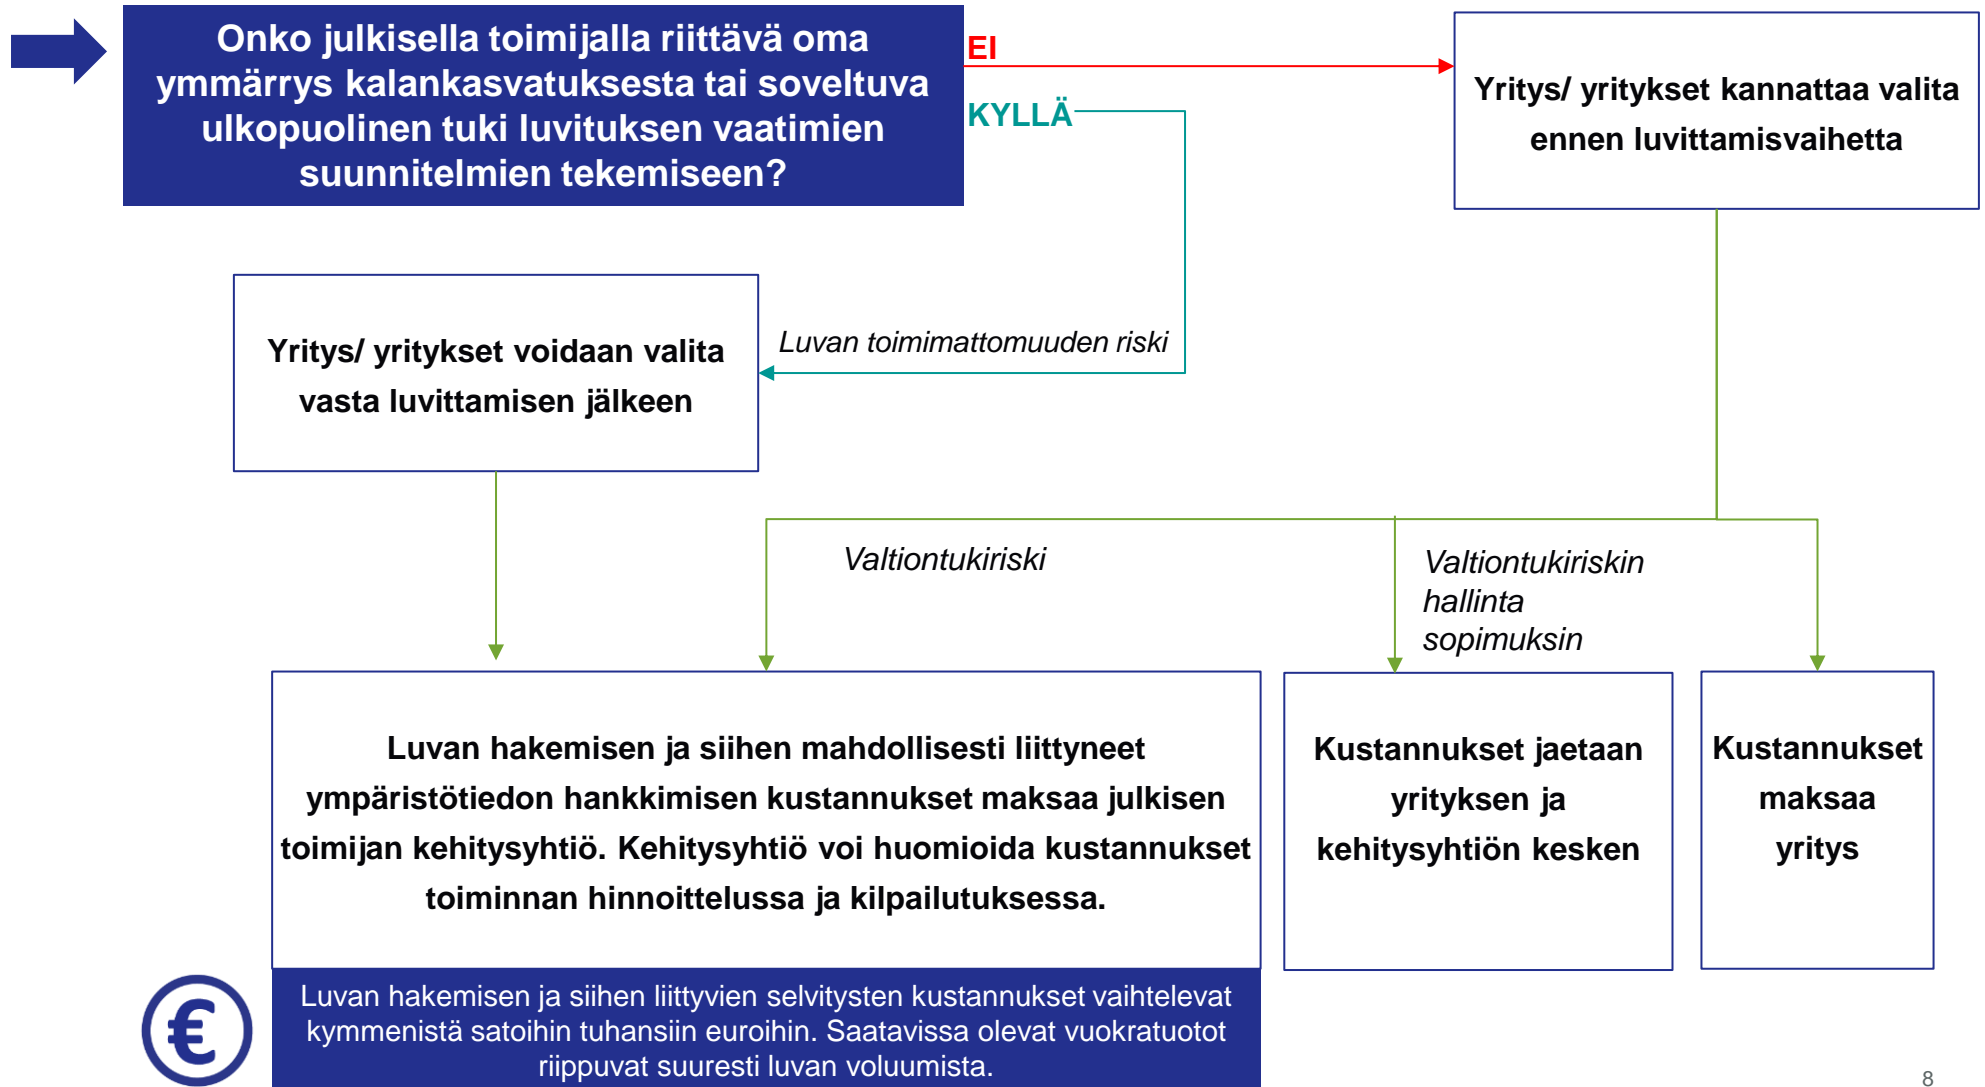 Onko julkisella toimijalla riittävä oma
ymmärrys kalankasvatuksesta tai soveltuva
ulkopuolinen tuki luvituksen vaatimien
suunnitelmien tekemiseen?
EI
KYLLÄ
Yritys/ yritykset kannattaa valita
ennen luvittamisvaihetta
Yritys/ yritykset voidaan valita
vasta luvittamisen jälkeen
Luvan toimimattomuuden riski
Valtiontukiriski
Valtiontukiriskin
hallinta
sopimuksin
Luvan hakemisen ja siihen mahdollisesti liittyneet
ympäristötiedon hankkimisen kustannukset maksaa julkisen
toimijan kehitysyhtiö. Kehitysyhtiö voi huomioida kustannukset
toiminnan hinnoittelussa ja kilpailutuksessa.
Kustannukset jaetaan
yrityksen ja
kehitysyhtiön kesken
Kustannukset
maksaa
yritys
€
Luvan hakemisen ja siihen liittyvien selvitysten kustannukset vaihtelevat
kymmenistä satoihin tuhansiin euroihin. Saatavissa olevat vuokratuotot
riippuvat suuresti luvan voluumista.
8